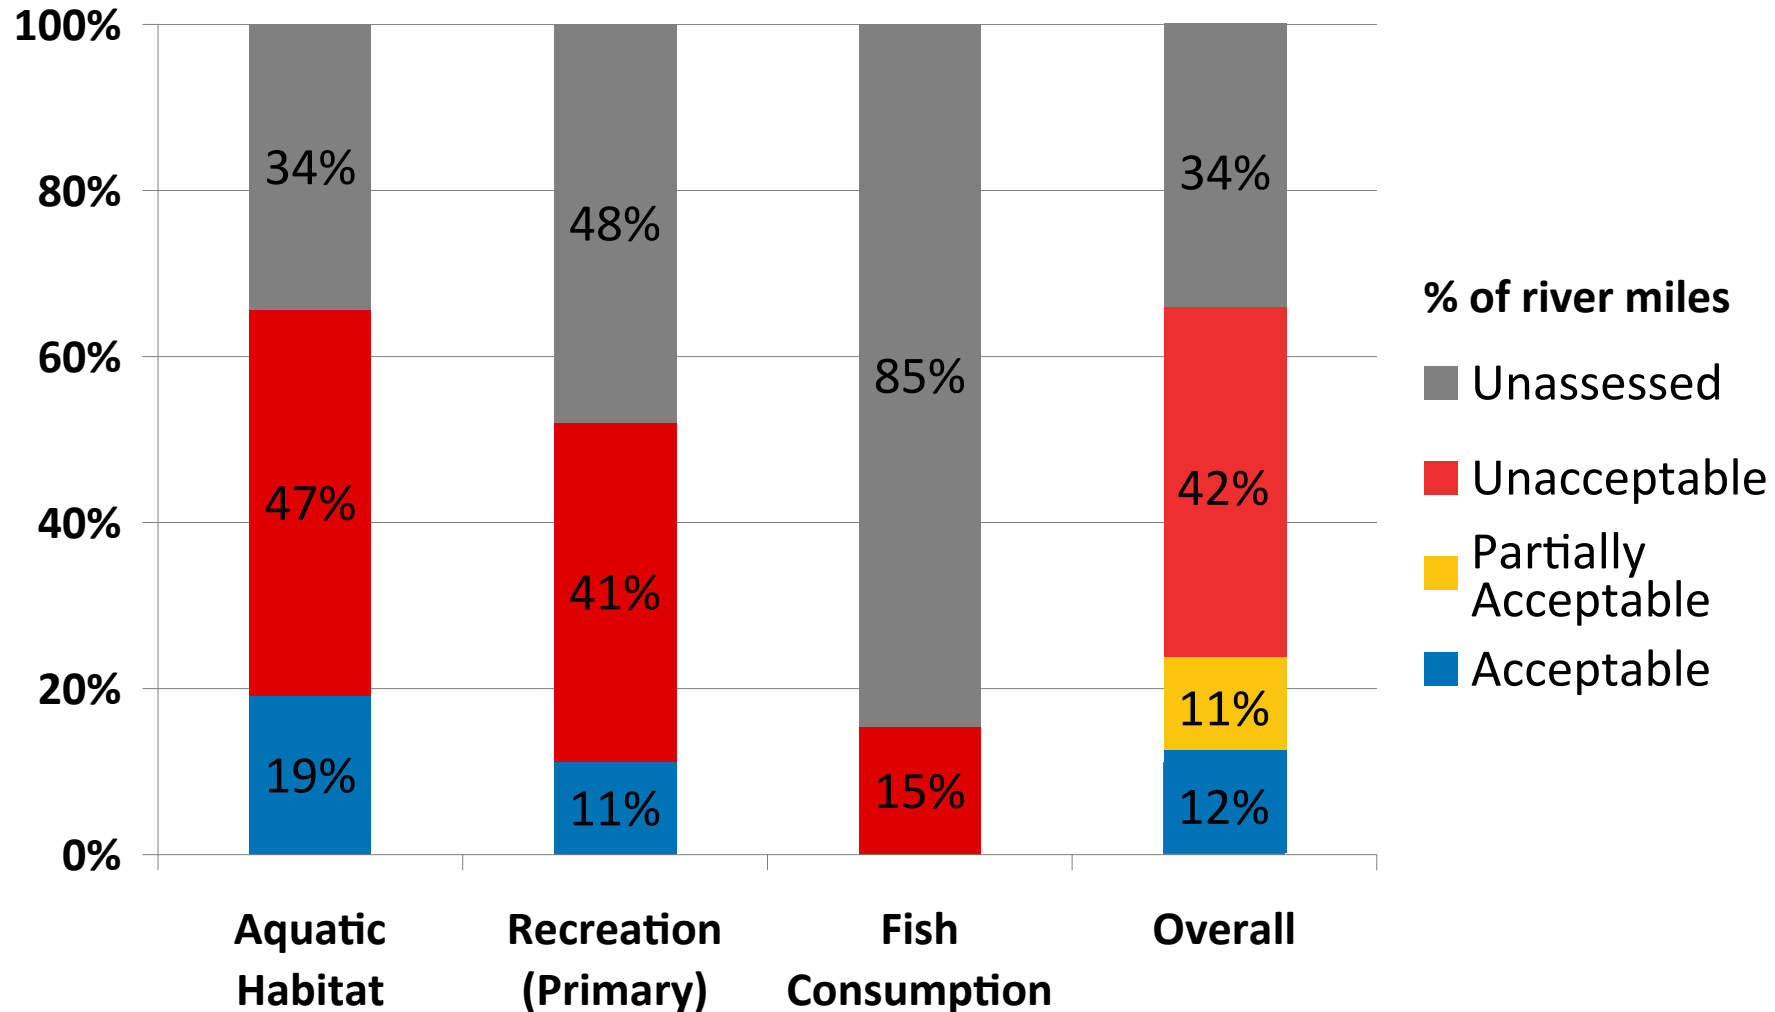 100%
80%
60%
40%
20%
0%
34%
47%
19%
48%
41%
11%
85%
15%
34%
42%
11%
12%
Aquatic
Habitat
Recreation
(Primary)
Fish
Consumption
Overall
% of river miles
Unassessed
Unacceptable
Partially
Acceptable
Acceptable